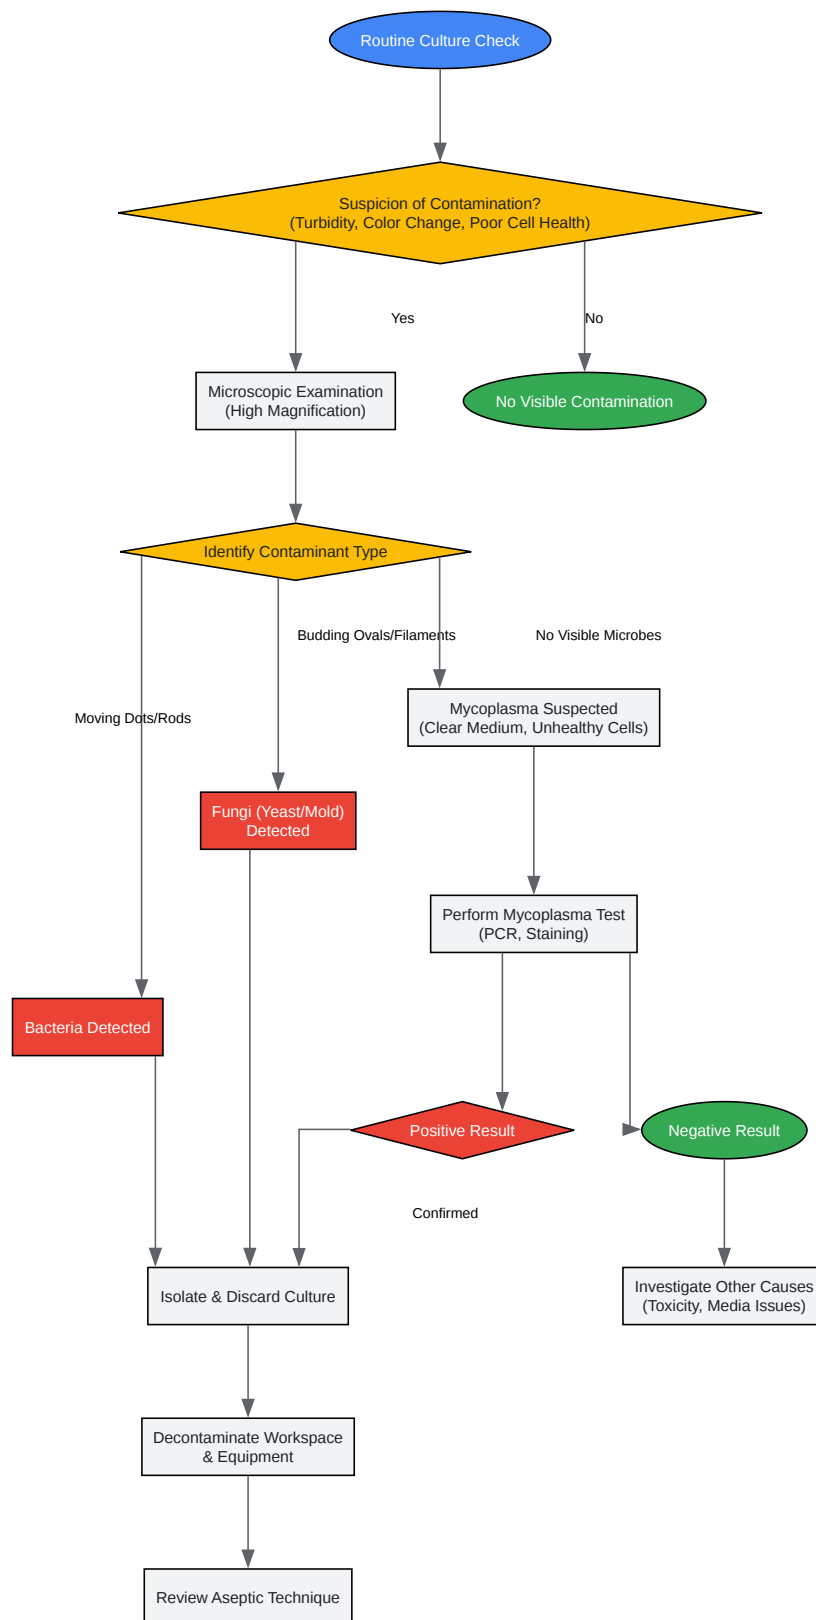 Routine Culture Check
Suspicion of Contamination?
(Turbidity, Color Change, Poor Cell Health)
Yes
No
Microscopic Examination
(High Magnification)
No Visible Contamination
Identify Contaminant Type
Budding Ovals/Filaments
No Visible Microbes
Moving Dots/Rods
Mycoplasma Suspected
(Clear Medium, Unhealthy Cells)
Fungi (Yeast/Mold)
Detected
Perform Mycoplasma Test
(PCR, Staining)
Bacteria Detected
Positive Result
Negative Result
Confirmed
Isolate & Discard Culture
Investigate Other Causes
(Toxicity, Media Issues)
Decontaminate Workspace
& Equipment
Review Aseptic Technique